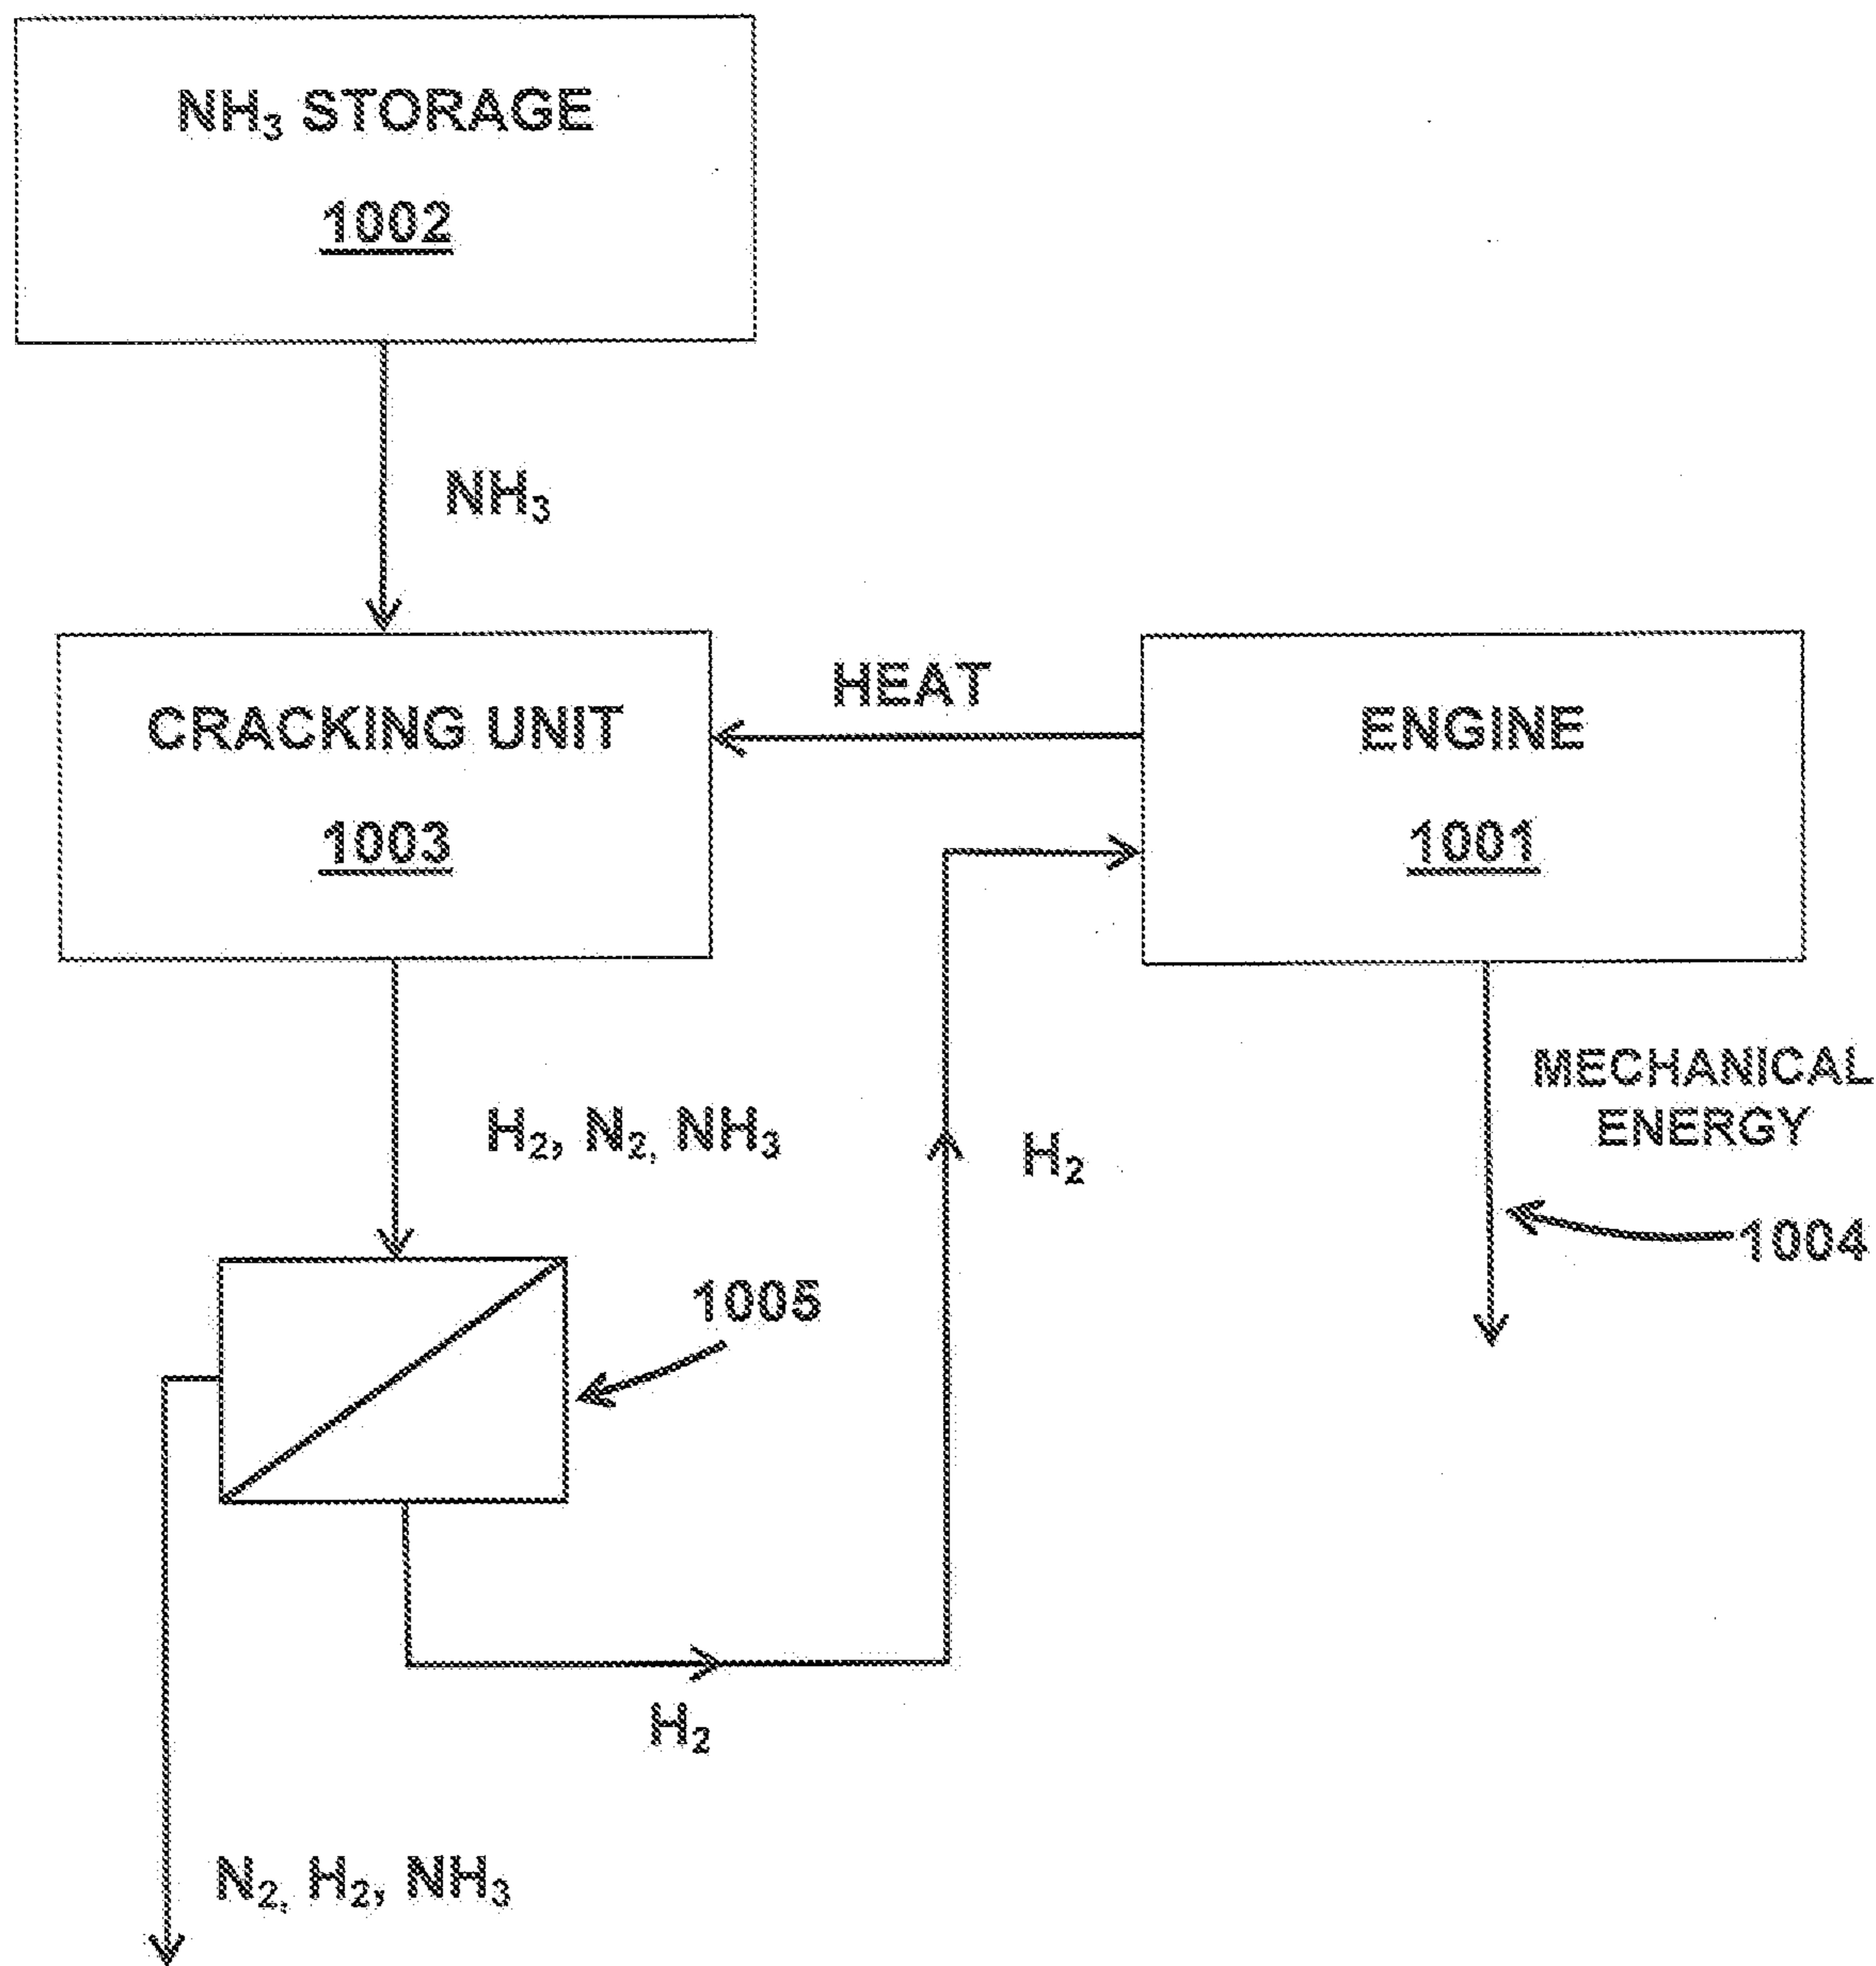 NH₃ STORAGE
1002
NH₃
HEAT
CRACKING UNIT
1003
ENGINE
1001
H₂, N₂, NH₃
H₂
MECHANICAL
ENERGY
1004
1005
H₂
N₂, H₂, NH₃